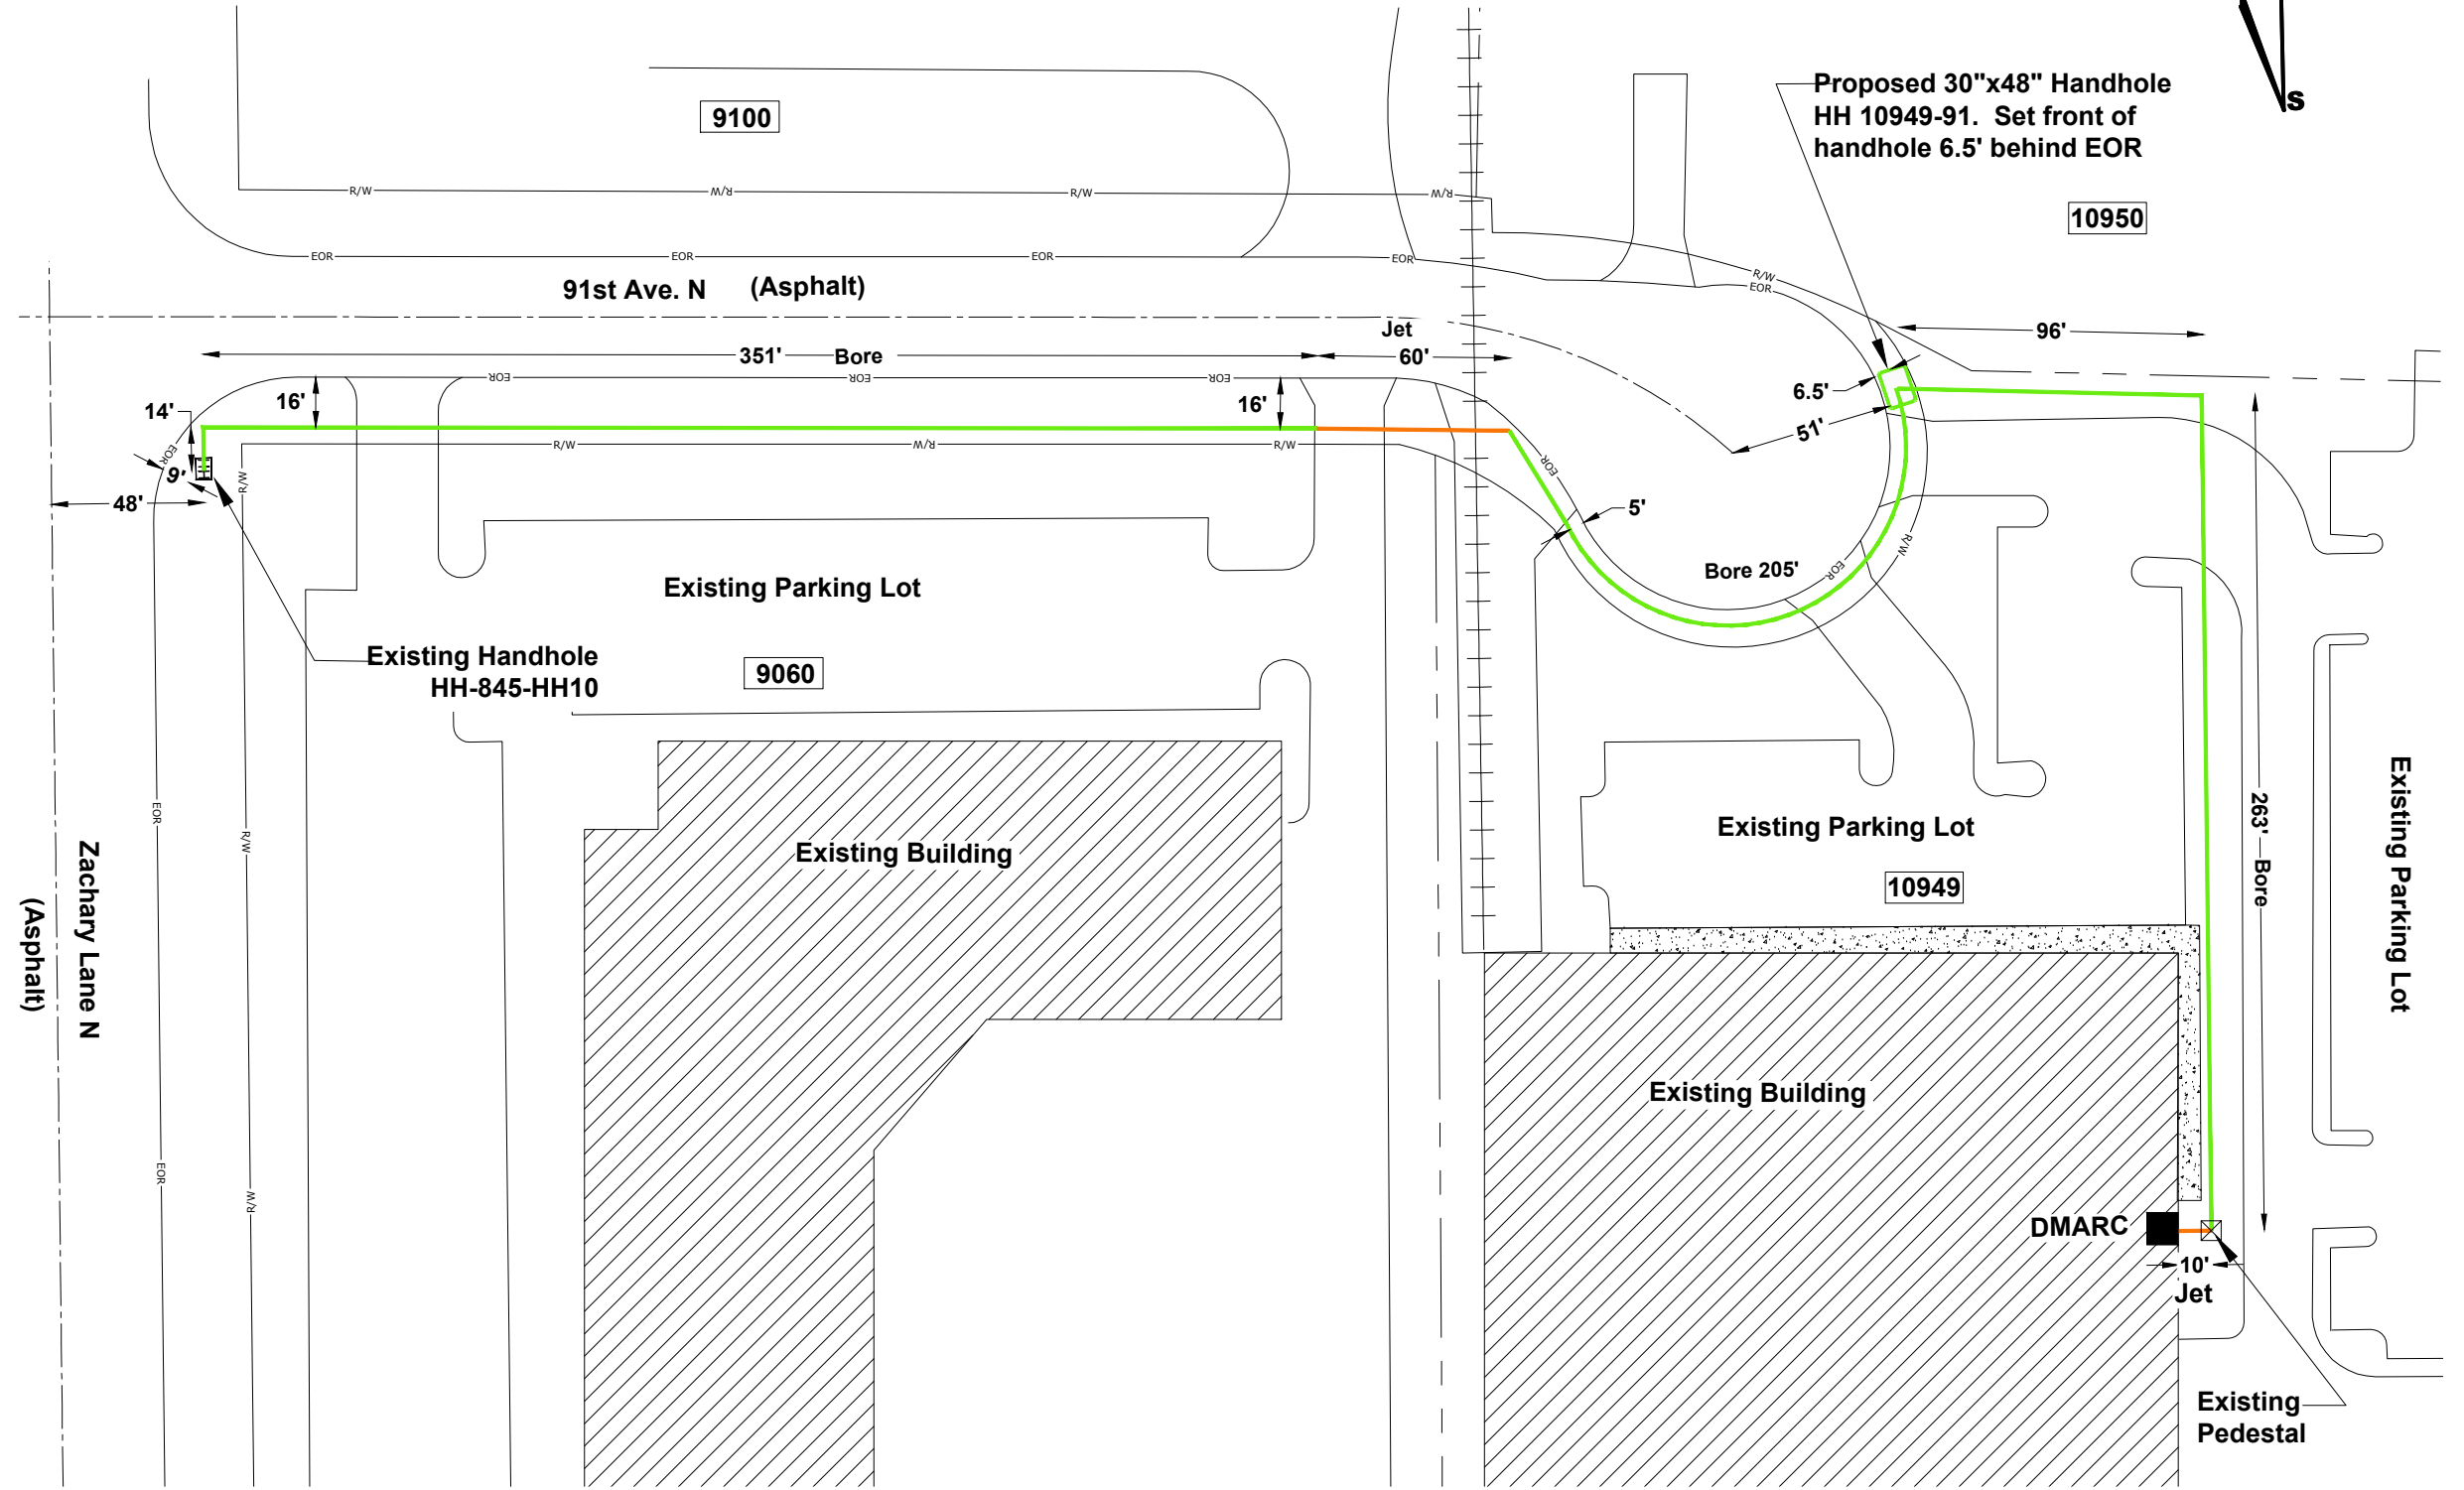 S
Proposed 30"x48" Handhole
HH 10949-91.  Set front of
handhole 6.5' behind EOR
9100
10950
R/W
R/W
R/W
R/W
EOR
EOR
EOR
EOR
R/W
EOR
91st Ave. N
(Asphalt)
Jet
96'
351'
Bore
60'
EOR
EOR
EOR
6.5'
14'
16'
16'
51'
EOR
R/W
R/W
R/W
R/W
9'
EOR
48'
5'
R/W
Bore 205'
EOR
Existing Parking Lot
Existing Handhole
HH-845-HH10
9060
EOR
R/W
263'
Bore
Existing Parking Lot
Existing Parking Lot
Existing Building
10949
Zachary Lane N
(Asphalt)
Existing Building
EOR
R/W
DMARC
10'
Jet
Existing
Pedestal